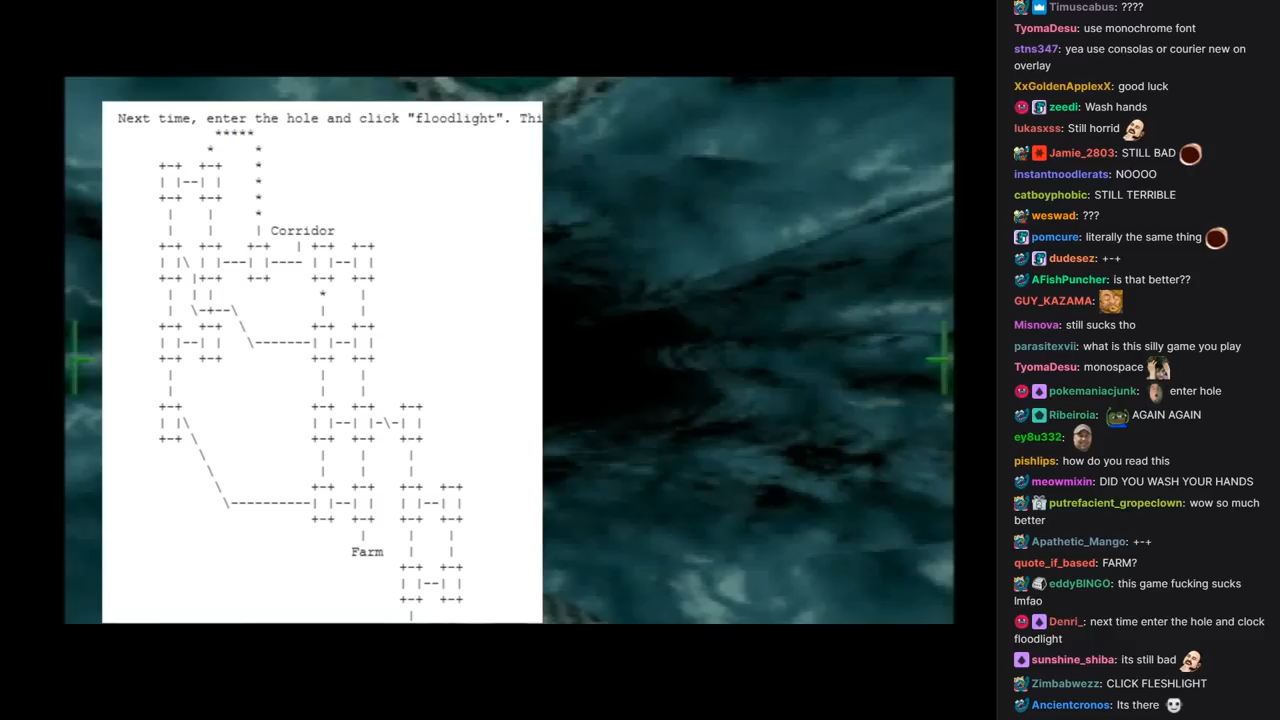 Next time, enter the hole and click "floodlight". Thi
Corridor
Farm
Timuscabus: ????
TyomaDesu: use monochrome font
stns347: yea use consolas or courier new on
overlay
XxGoldenApplexX: good luck
zeedi: Wash hands
lukasxss: Still horrid
Jamie_2803: STILL BAD
instantnoodlerats: NOOOO
catboyphobic: STILL TERRIBLE
weswad: ???
pomcure: literally the same thing
dudesez: +-+
AFishPuncher: is that better??
GUY_KAZAMA:
Misnova: still sucks tho
parasitexvii: what is this silly game you play
TyomaDesu: monospace
pokemaniacjunk: enter hole
Ribeiroia: AGAIN AGAIN
ey8u332:
pishlips: how do you read this
meowmixin: DID YOU WASH YOUR HANDS
putrefacient_gropeclown: wow so much
better
Apathetic_Mango: +-+
quote_if_based: FARM?
eddyBINGO: this game fucking sucks
lmfao
Denri_: next time enter the hole and clock
floodlight
sunshine_shiba: its still bad
Zimbabwezz: CLICK FLESHLIGHT
Ancientcronos: Its there